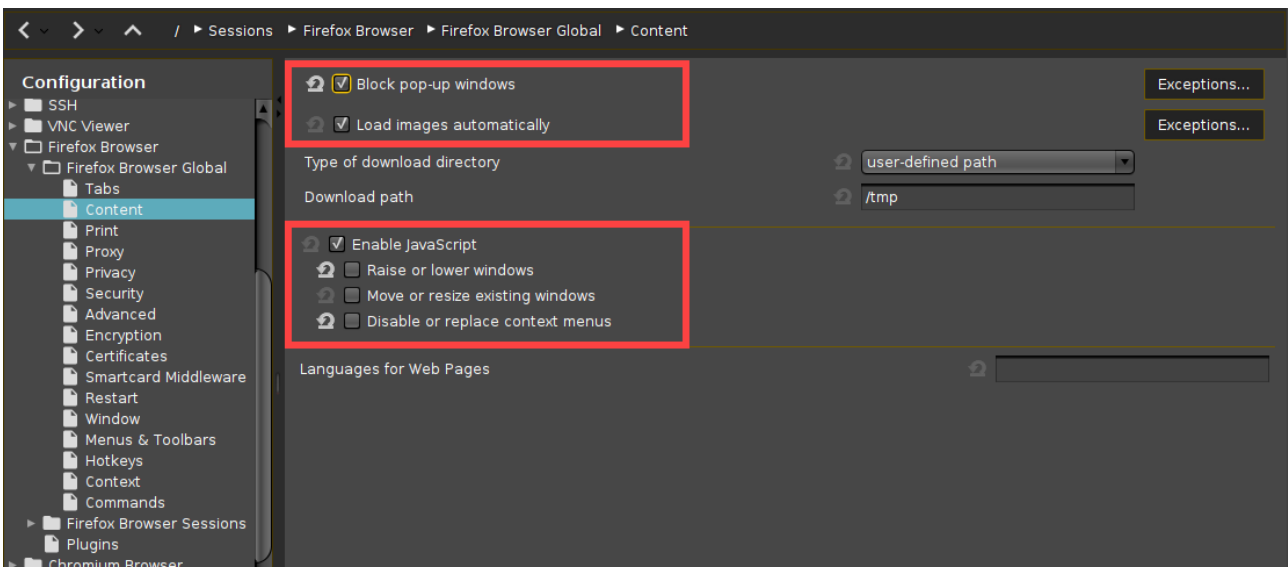 / Sessions Firefox Browser Firefox Browser Global Content
Configuration
SSH
VNC Viewer
Firefox Browser
Firefox Browser Global
Tabs
Content
Print
Proxy
Privacy
Security
Advanced
Encryption
Certificates
Smartcard Middleware
Restart
Window
Menus & Toolbars
Hotkeys
Context
Commands
Firefox Browser Sessions
Plugins
Chromium Browser
Block pop-up windows Exceptions...
Load images automatically Exceptions...
Type of download directory user-defined path
Download path /tmp
Enable JavaScript
Raise or lower windows
Move or resize existing windows
Disable or replace context menus
Languages for Web Pages